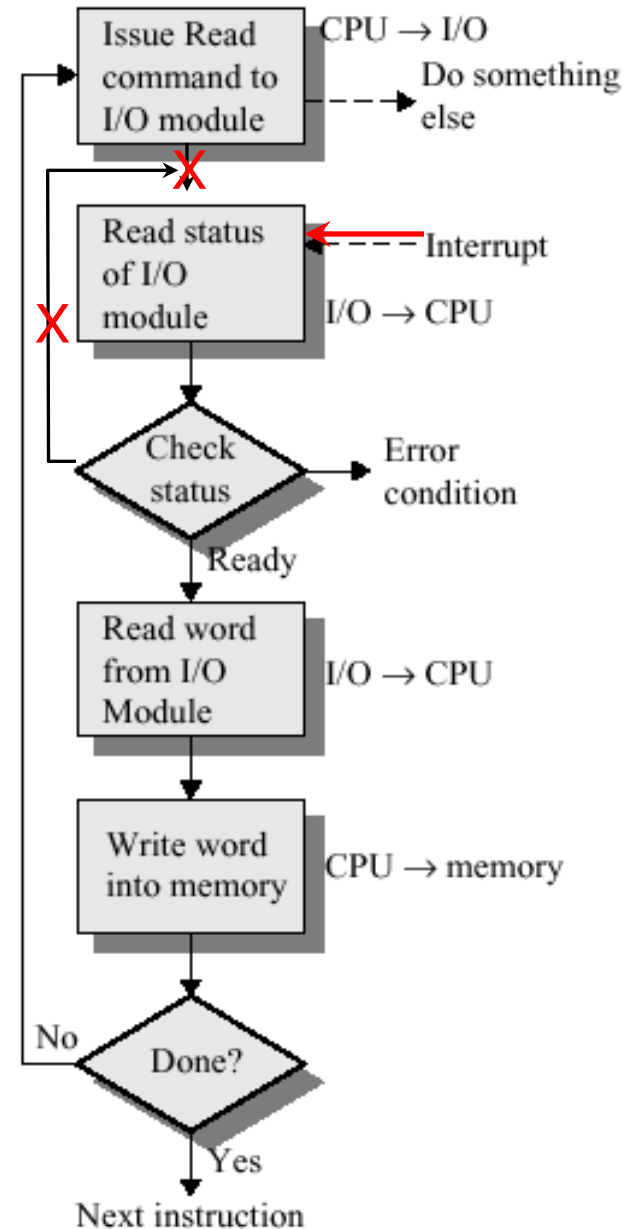 Issue Read
command to
I/O module
CPU → I/O
Do something
else
X
Read status
of I/O
module
Interrupt
I/O → CPU
X
Check
status
Error
condition
Ready
Read word
from I/O
Module
I/O → CPU
Write word
into memory
CPU → memory
No
Done?
Yes
Next instruction